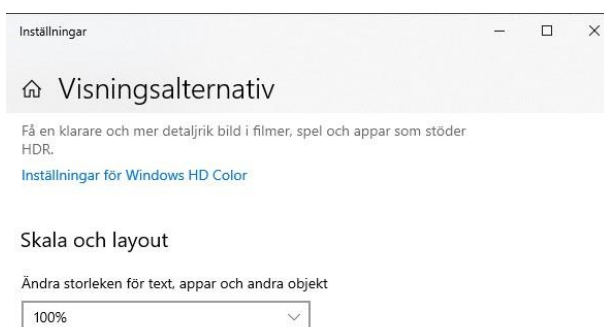 Inställningar
Visningsalternativ
Få en klarare och mer detaljrik bild i filmer, spel och appar som stöder
HDR.
Inställningar för Windows HD Color
Skala och layout
Ändra storleken för text, appar och andra objekt
100%